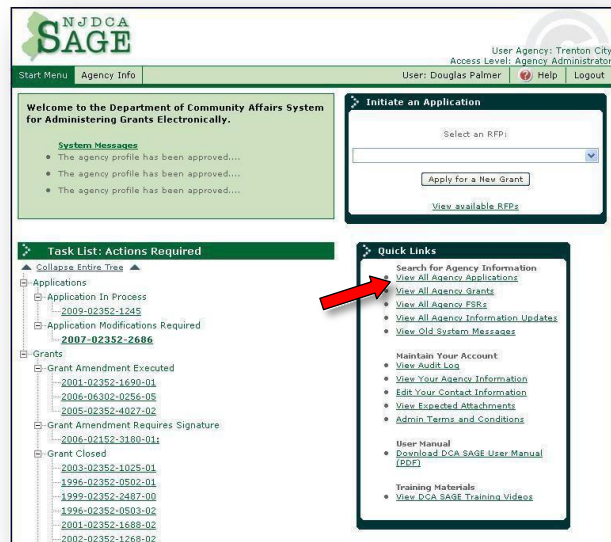 NJDCA
SAGE
User Agency: Trenton City
Access Level: Agency Administrator
Start Menu Agency Info User: Douglas Palmer Help Logout
Welcome to the Department of Community Affairs System
for Administering Grants Electronically.
System Messages
The agency profile has been approved....
The agency profile has been approved....
The agency profile has been approved....
Initiate an Application
Select an RFP:
Apply for a New Grant
View available RFPs
Task List: Actions Required
Collapse Entire Tree
Applications
Application In Process
2009-02352-1245
Application Modifications Required
2007-02352-2686
Grants
Grant Amendment Executed
2001-02352-1690-01
2006-06302-0256-05
2005-02352-4027-02
Grant Amendment Requires Signature
2006-02152-3180-01:
Grant Closed
2003-02352-1025-01
1996-02352-0502-01
1999-02352-2487-00
1996-02352-0503-02
2001-02352-1688-02
2002-02352-1268-02
Quick Links
Search for Agency Information
View All Agency Applications
View All Agency Grants
View All Agency FSRs
View All Agency Information Updates
View Old System Messages
Maintain Your Account
View Audit Log
View Your Agency Information
Edit Your Contact Information
View Expected Attachments
Admin Terms and Conditions
User Manual
Download DCA SAGE User Manual
(PDF)
Training Materials
View DCA SAGE Training Videos